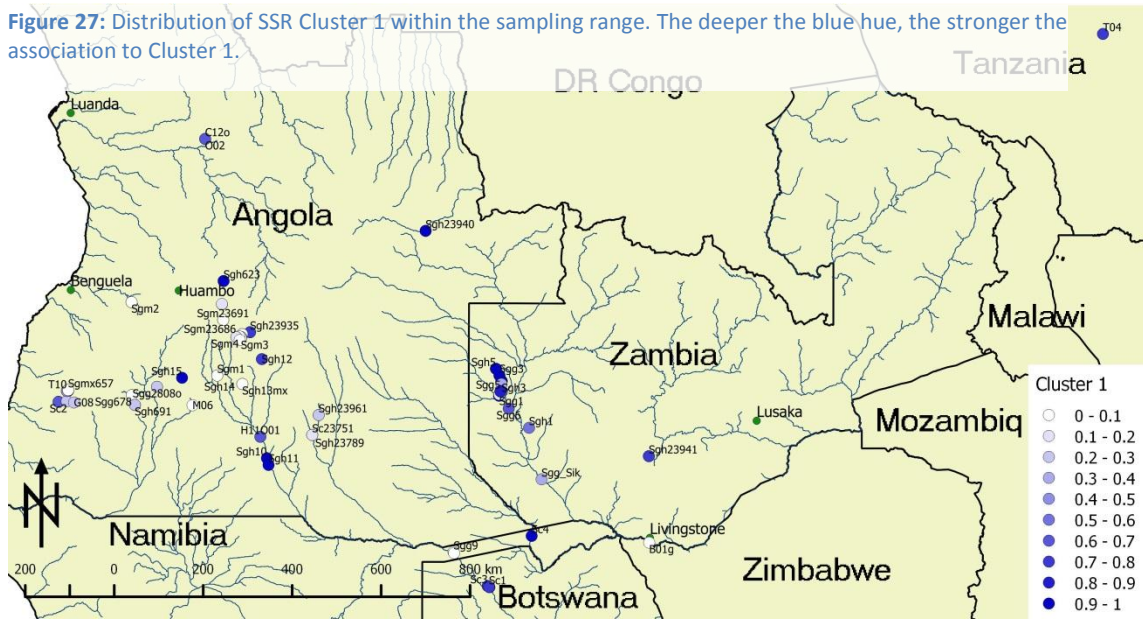 Figure 27: Distribution of SSR Cluster 1 within the sampling range. The deeper the blue hue, the stronger the
association to Cluster 1.
T04
DR Congo
Tanzania
Luanda
C12o
O02
Angola
Sgh23940
Benguela
Sgh623
Huambo
Sgm2
Sgm23691
Sgm23686
Sgh23935
Sgm4
Sgm3
Sgh12
Sgh15
Sgm1
Sgh14
Sgh13mx
T10
Sgmx657
Sc2
G08
Sgg678
Sgg2808o
Sgh691
M06
Sgh23961
Sc23751
Sgh23789
H11O01
Sgh10
Sgh11
Zambia
Malawi
Sgh5
Sgg3
Sgh3
Sgg1
Sgg6
Sgh1
Lusaka
Mozambiq
Sgh23941
Sgg_Sik
Cluster 1
0 - 0.1
0.1 - 0.2
0.2 - 0.3
0.3 - 0.4
0.4 - 0.5
0.5 - 0.6
0.6 - 0.7
0.7 - 0.8
0.8 - 0.9
0.9 - 1
N
Namibia
Sc4
Livingstone
B01g
Sgg9
Zimbabwe
200 0 200 400 600 800 km
Sc3
Sc1
Botswana